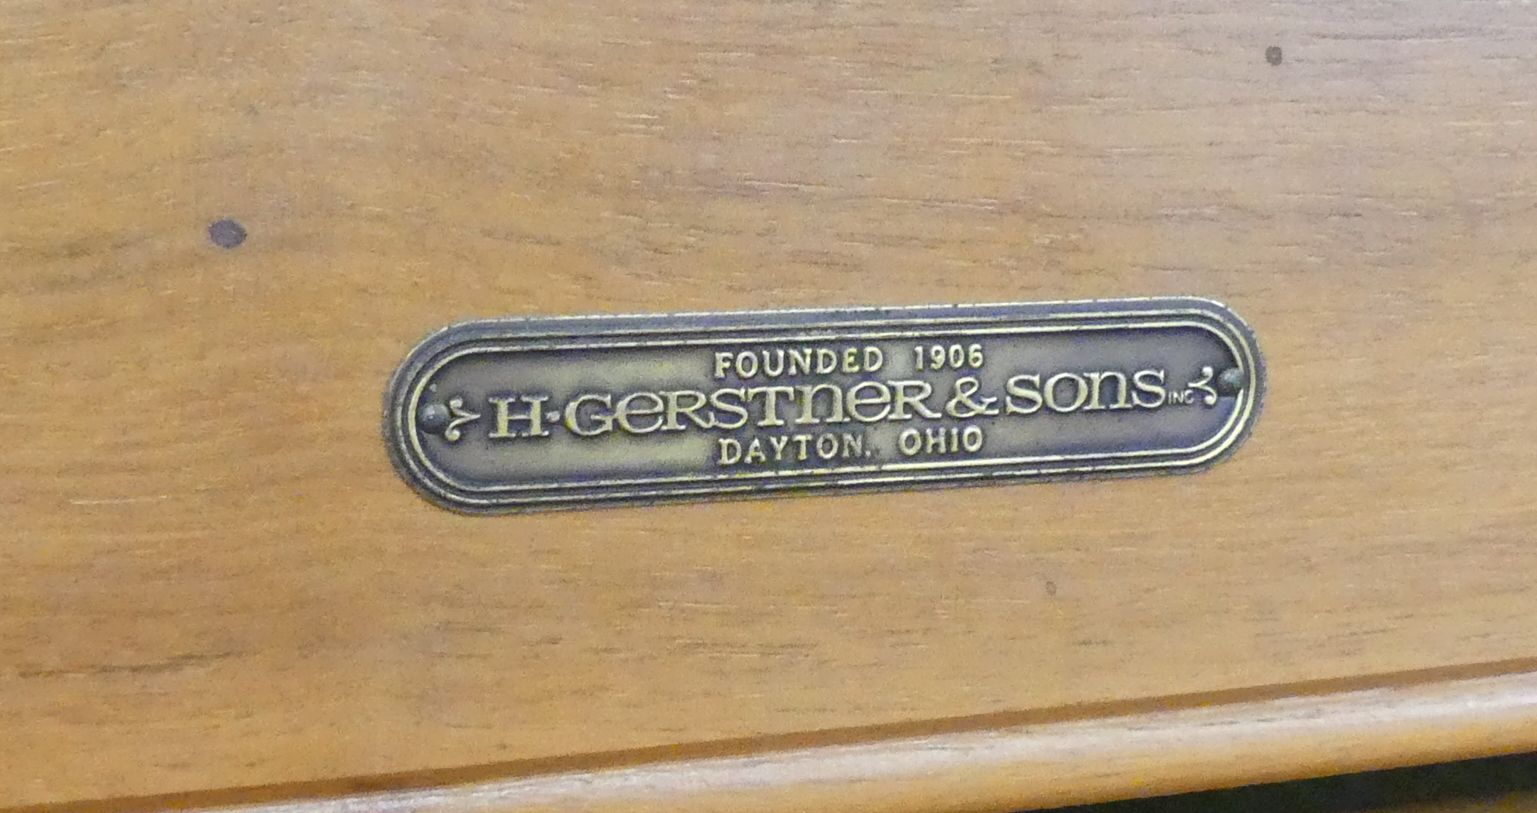 FOUNDED 1906
H·GERSTNER & SONS INC
DAYTON, OHIO